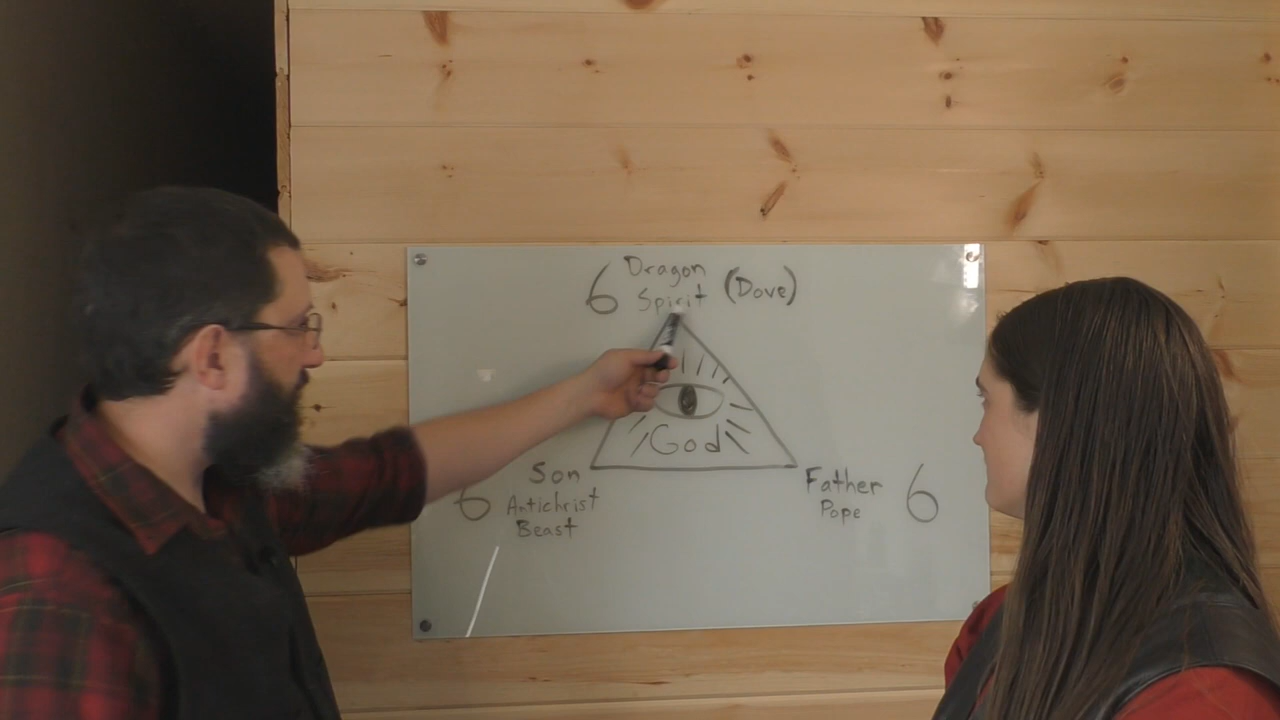 6 Dragon (Dove)
Spirit
God
Son
6 Antichrist
Beast
Father 6
Pope